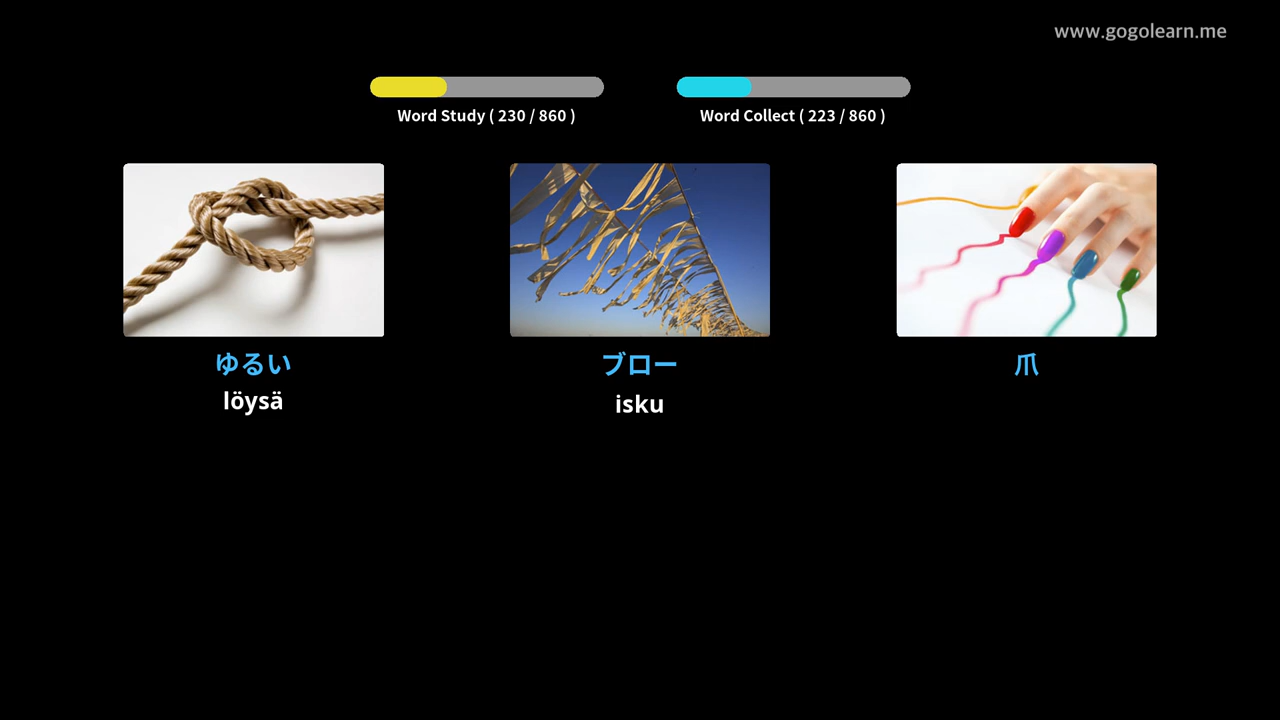 www.gogolearn.me
Word Study ( 230 / 860 )
Word Collect ( 223 / 860 )
ゆるい
löysä
ブロー
isku
爪